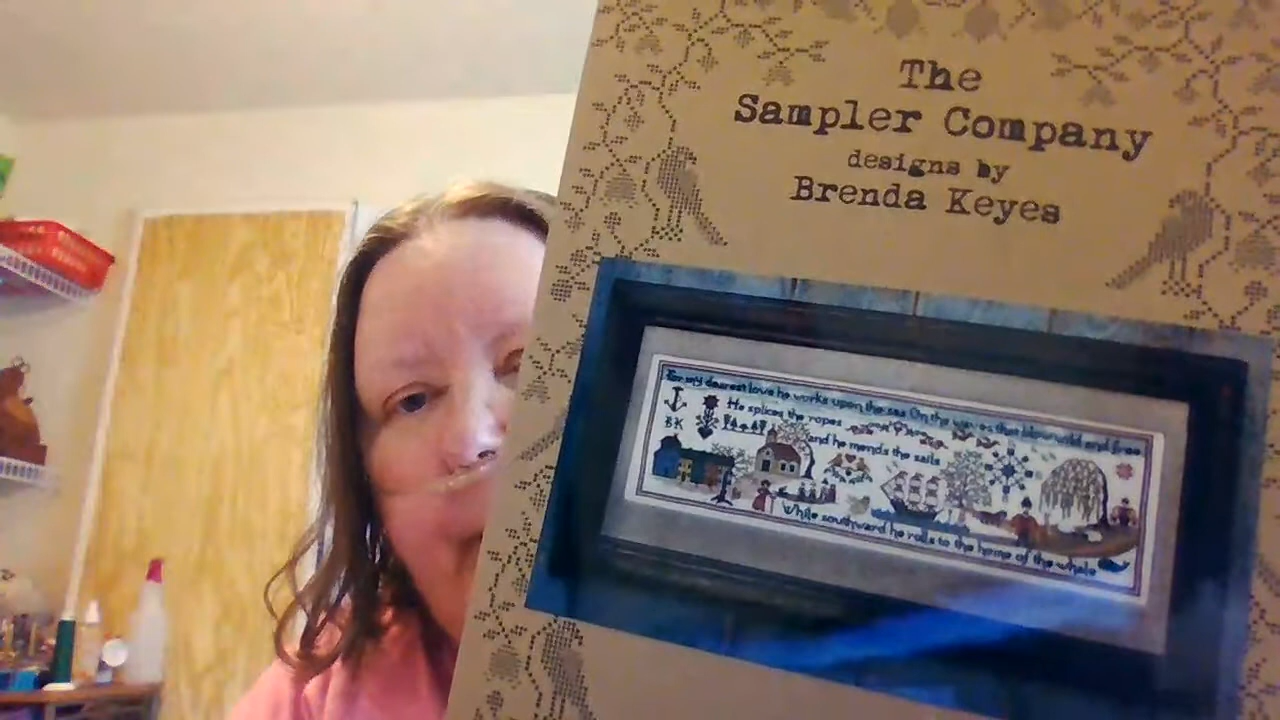 The
Sampler Company
designs by
Brenda Keyes
For my dearest love he works upon the sea On the waves that blow wild and free
He splices the ropes
BK
and he mends the sails
While southward he rolls to the home of the whale